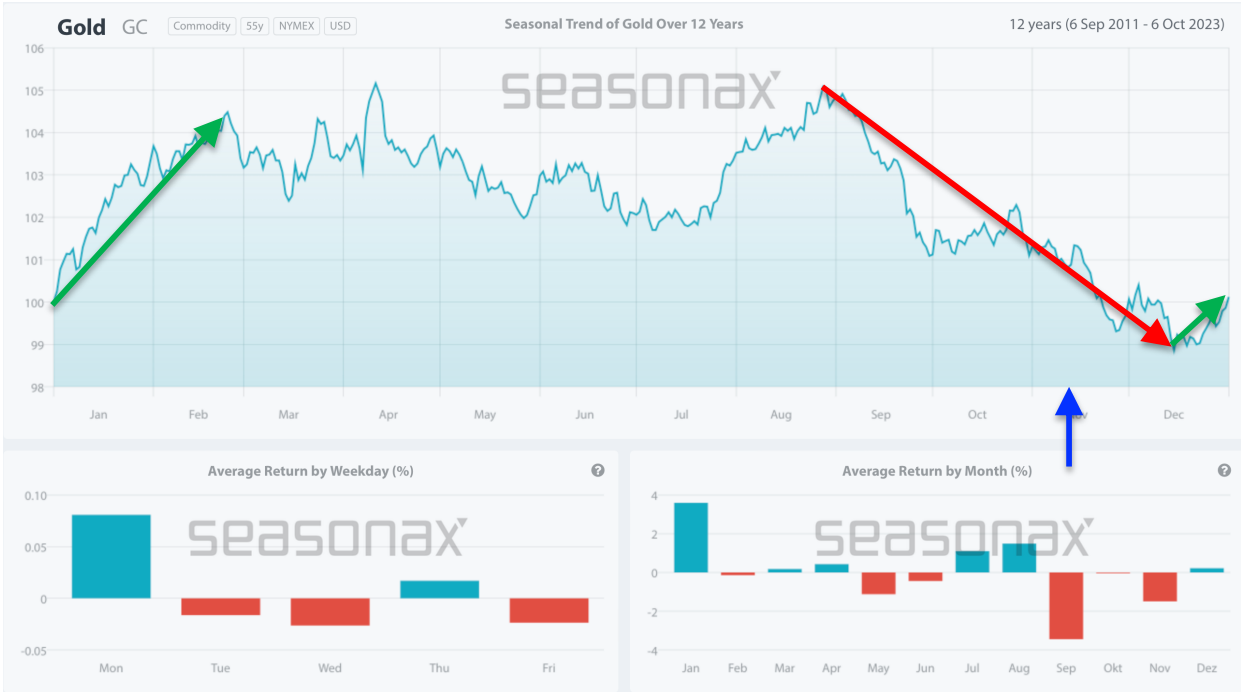 Gold GC Commodity 55y NYMEX USD Seasonal Trend of Gold Over 12 Years 12 years (6 Sep 2011 - 6 Oct 2023)
seasonax
106
105
104
103
102
101
100
99
98
Jan Feb Mar Apr May Jun Jul Aug Sep Oct Dec
Average Return by Weekday (%) ?
seasonax
0.10
0.05
0
-0.05
Mon Tue Wed Thu Fri
Average Return by Month (%) ?
seasonax
4
2
0
-2
-4
Jan Feb Mar Apr May Jun Jul Aug Sep Okt Nov Dez